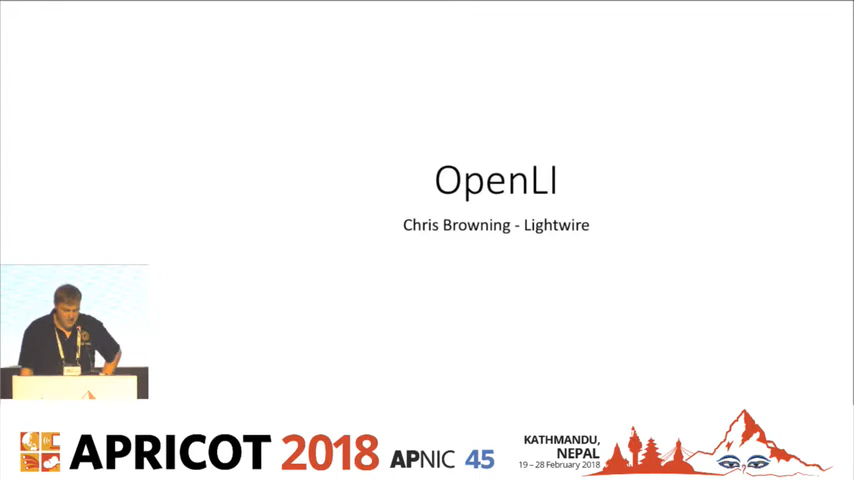 OpenLI
Chris Browning - Lightwire
APRICOT 2018 APNIC 45
KATHMANDU,
NEPAL
19 – 28 February 2018